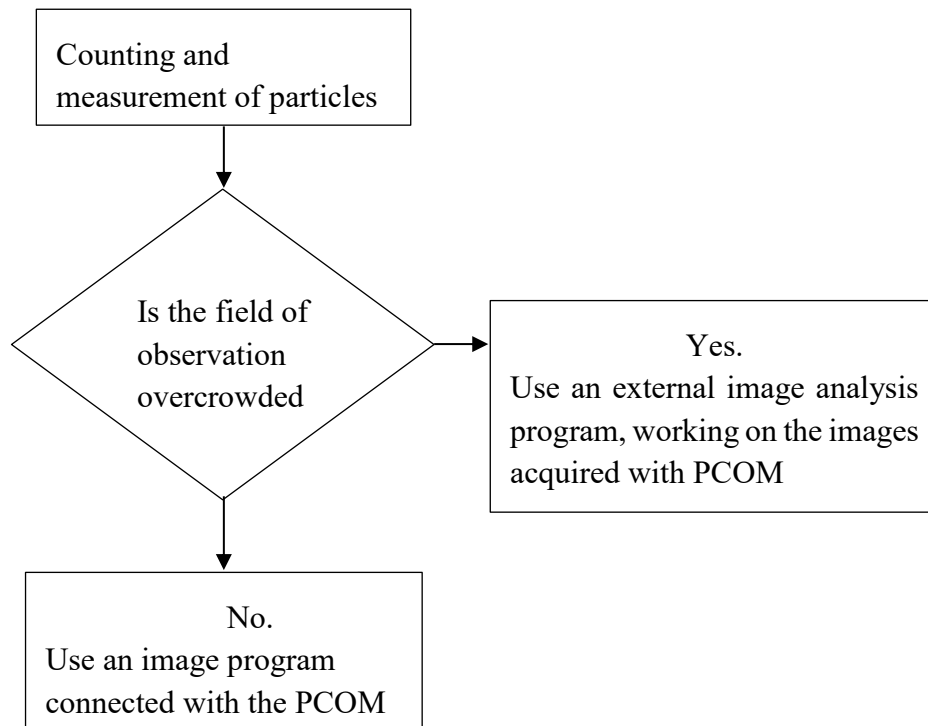 Counting and
measurement of particles
Is the field of
observation
overcrowded
Yes.
Use an external image analysis
program, working on the images
acquired with PCOM
No.
Use an image program
connected with the PCOM